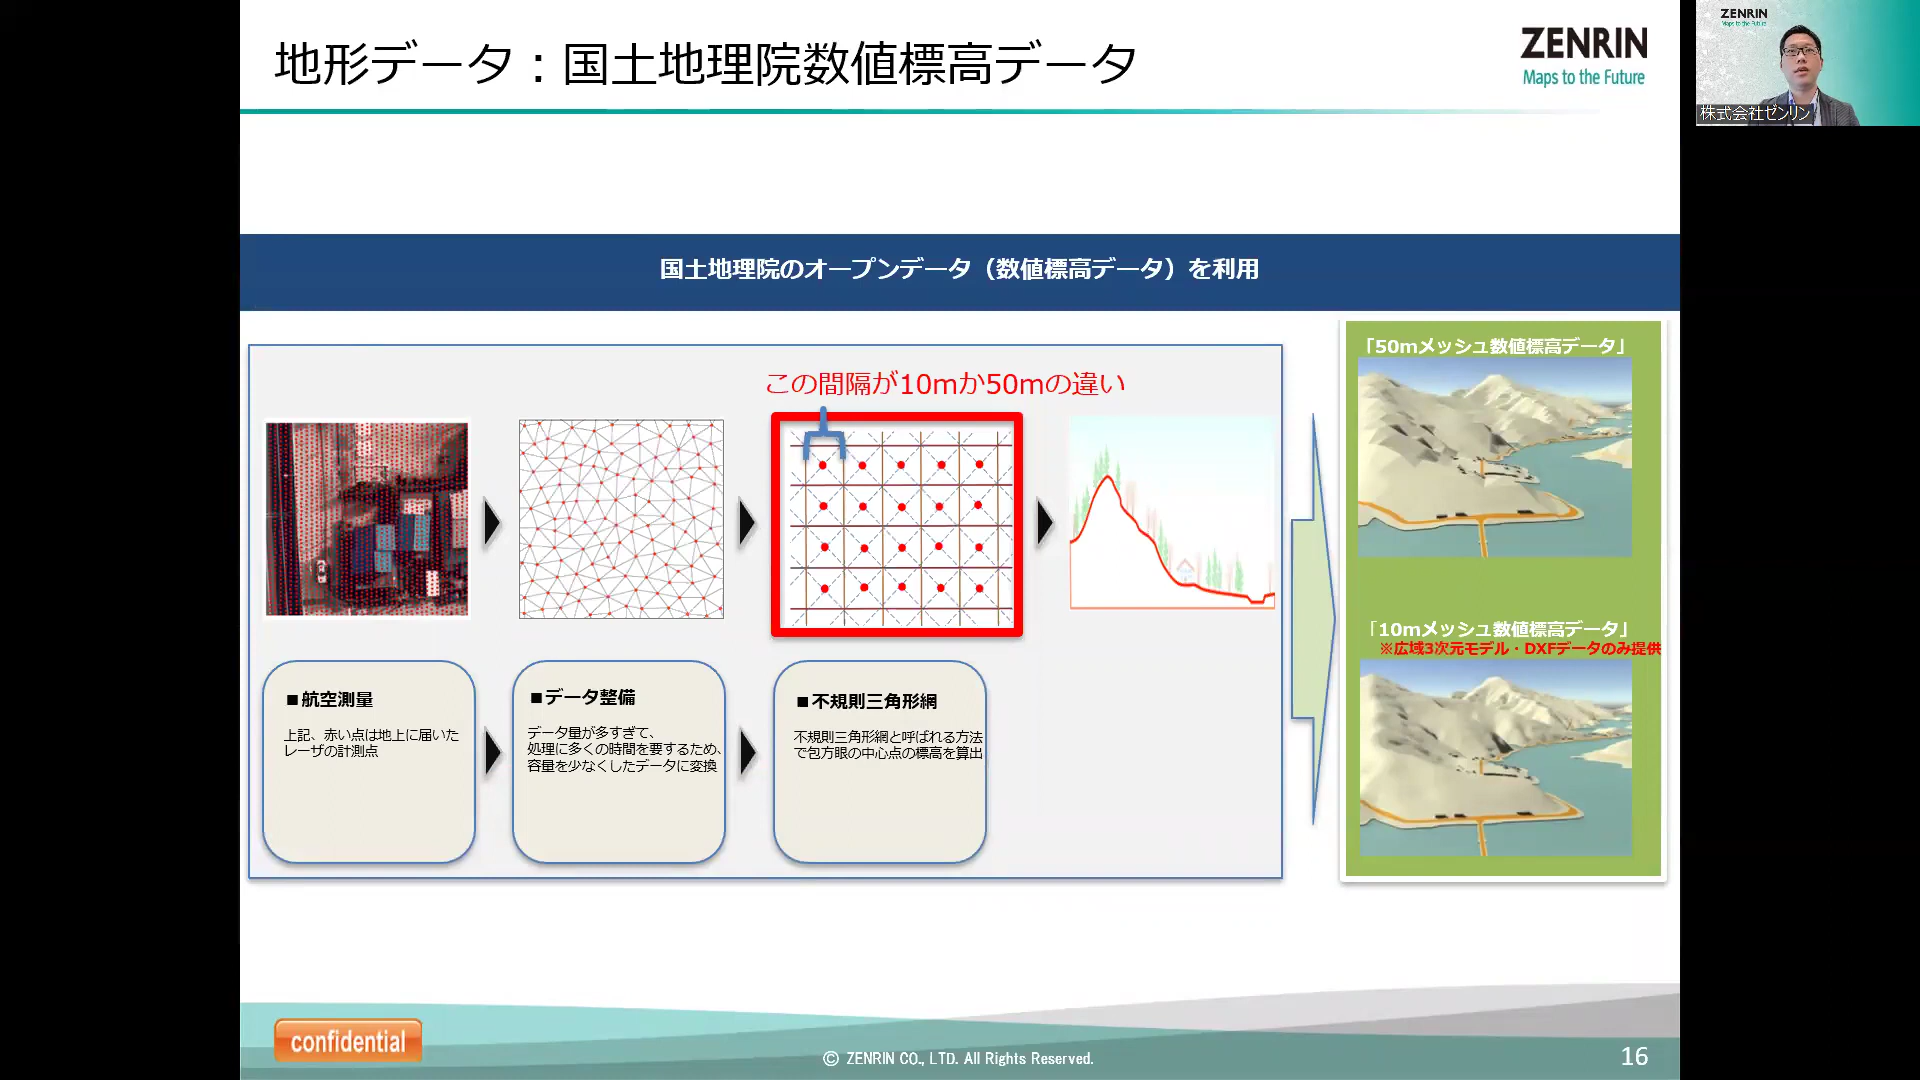 地形データ：国土地理院数値標高データ
ZENRIN
Maps to the Future
ZENRIN
Maps to the Future
株式会社ゼンリン
国土地理院のオープンデータ（数値標高データ）を利用
この間隔が10mか50mの違い
■航空測量
上記、赤い点は地上に届いた
レーザの計測点
■データ整備
データ量が多すぎて、
処理に多くの時間を要するため、
容量を少なくしたデータに変換
■不規則三角形網
不規則三角形網と呼ばれる方法
で包方眼の中心点の標高を算出
「50mメッシュ数値標高データ」
「10mメッシュ数値標高データ」
※広域3次元モデル・DXFデータのみ提供
confidential
© ZENRIN CO., LTD. All Rights Reserved.
16